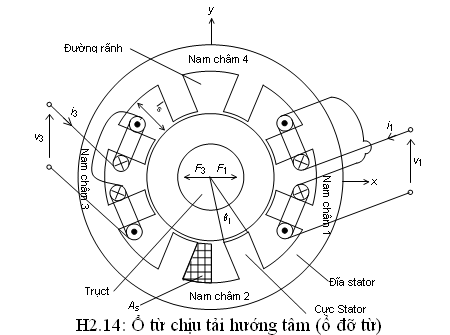 y
Đường rãnh
Nam châm 4
ls
i3
i1
v3
v1
Nam châm 3
F3
F1
x
Nam châm 1
Trục t
As
Nam châm 2
Đĩa stator
Cực Stator
H2.14: Ổ từ chịu tải hướng tâm (ổ đỡ từ)